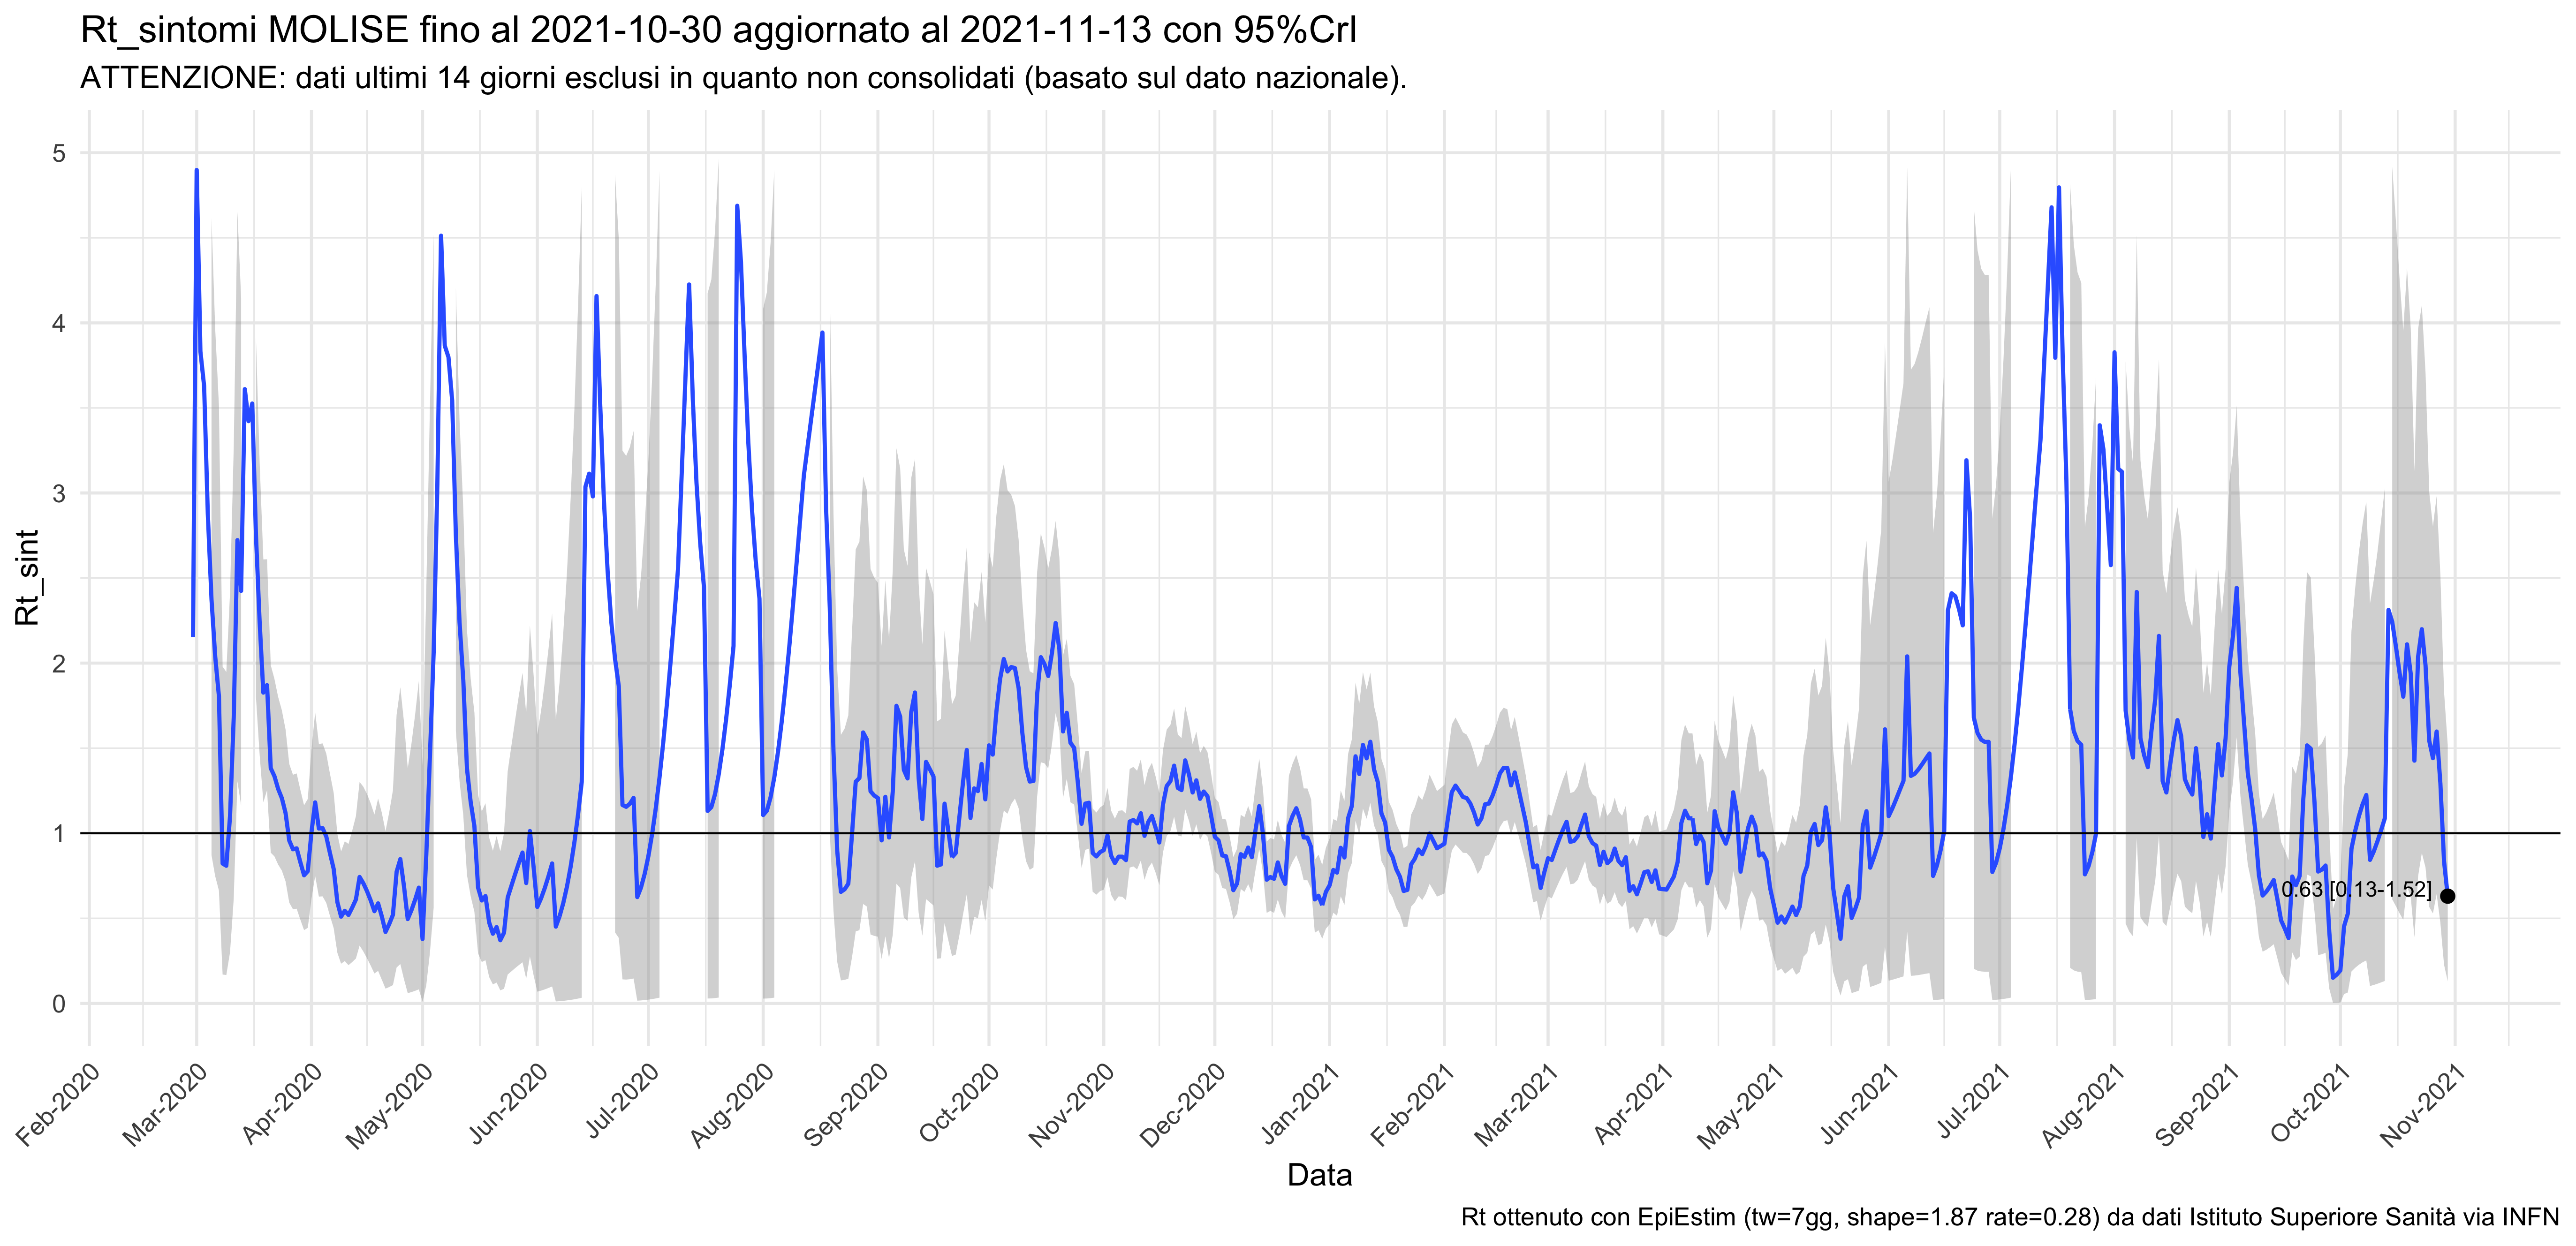 Rt_sintomi MOLISE fino al 2021-10-30 aggiornato al 2021-11-13 con 95%CrI
ATTENZIONE: dati ultimi 14 giorni esclusi in quanto non consolidati (basato sul dato nazionale).
5
4
3
2
1
0
Rt_sint
0.63 [0.13-1.52]
Feb-2020
Mar-2020
Apr-2020
May-2020
Jun-2020
Jul-2020
Aug-2020
Sep-2020
Oct-2020
Nov-2020
Dec-2020
Jan-2021
Feb-2021
Mar-2021
Apr-2021
May-2021
Jun-2021
Jul-2021
Aug-2021
Sep-2021
Oct-2021
Nov-2021
Data
Rt ottenuto con EpiEstim (tw=7gg, shape=1.87 rate=0.28) da dati Istituto Superiore Sanità via INFN